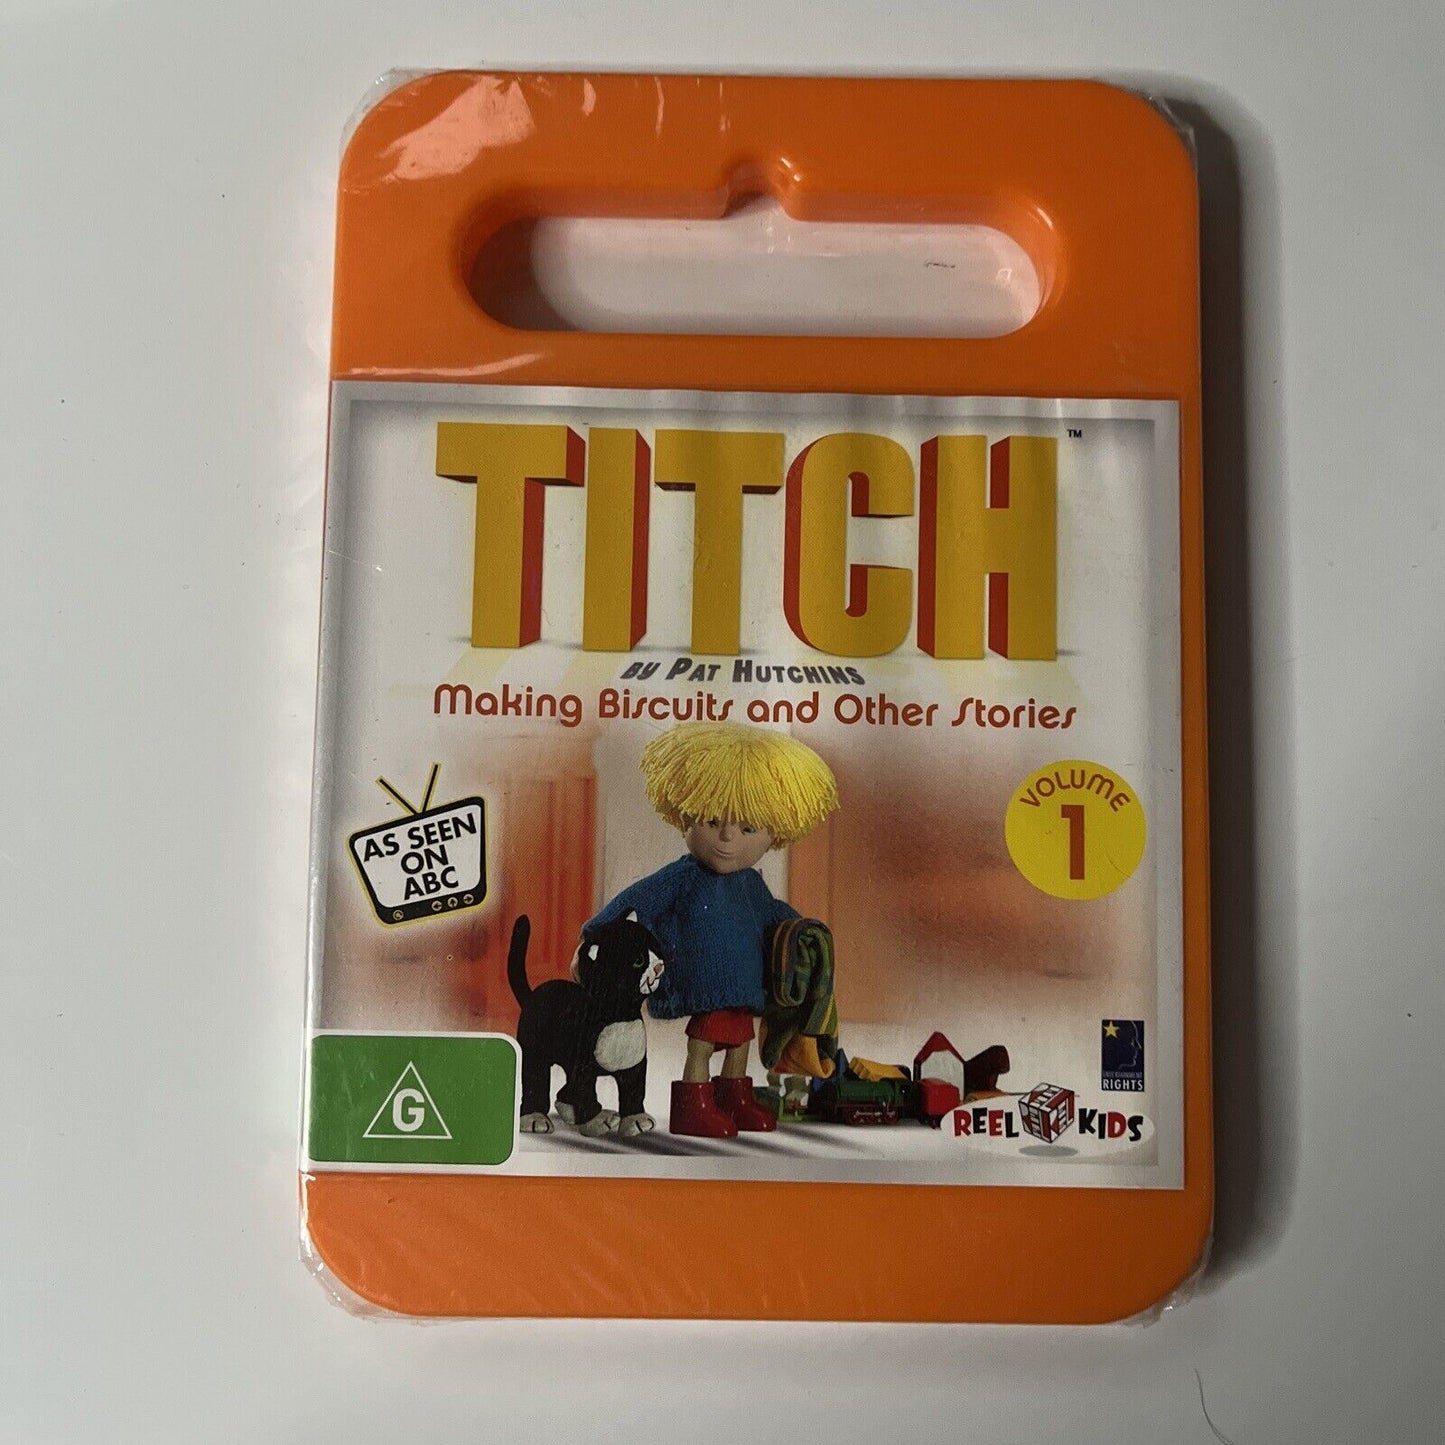 TITCH™
BY PAT HUTCHINS
Making Biscuits and Other Stories
VOLUME
1
AS SEEN
ON
ABC
G
RIGHTS
REEL KIDS